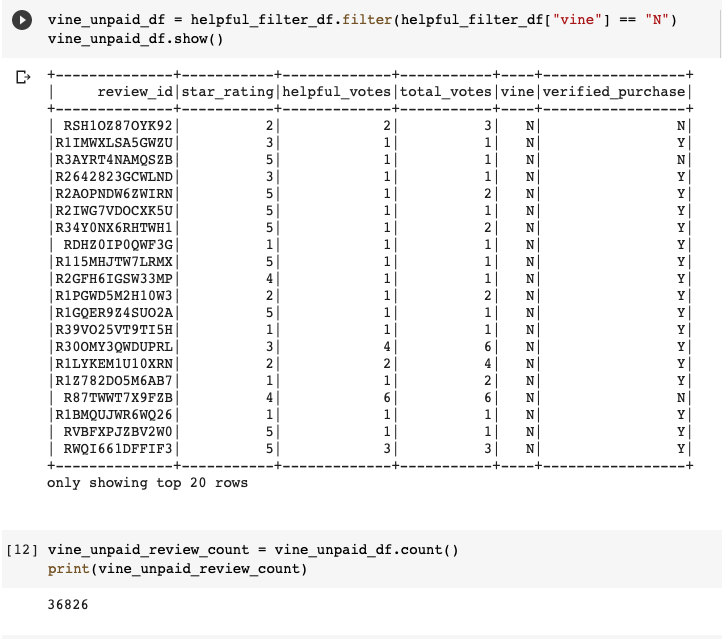 vine_unpaid_df = helpful_filter_df.filter(helpful_filter_df["vine"] == "N")
vine_unpaid_df.show()
+--------------+-----------+-------------+-----------+----+-----------------+
|     review_id|star_rating|helpful_votes|total_votes|vine|verified_purchase|
+--------------+-----------+-------------+-----------+----+-----------------+
| RSH1OZ87OYK92|          2|            2|          3|   N|                N|
|R1IMWXLSA5GWZU|          3|            1|          1|   N|                Y|
|R3AYRT4NAMQSZB|          5|            1|          1|   N|                N|
|R2642823GCWLND|          3|            1|          1|   N|                Y|
|R2AOPNDW6ZWIRN|          5|            1|          2|   N|                Y|
|R2IWG7VDOCXK5U|          5|            1|          1|   N|                Y|
|R34Y0NX6RHTWH1|          5|            1|          2|   N|                Y|
| RDHZ0IP0QWF3G|          1|            1|          1|   N|                Y|
|R115MHJTW7LRMX|          5|            1|          1|   N|                Y|
|R2GFH6IGSW33MP|          4|            1|          1|   N|                Y|
|R1PGWD5M2H10W3|          2|            1|          2|   N|                Y|
|R1GQER9Z4SUO2A|          5|            1|          1|   N|                Y|
|R39VO25VT9TI5H|          1|            1|          1|   N|                Y|
|R30OMY3QWDUPRL|          3|            4|          6|   N|                Y|
|R1LYKEM1U10XRN|          2|            2|          4|   N|                Y|
|R1Z782DO5M6AB7|          1|            1|          2|   N|                Y|
| R87TWWT7X9FZB|          4|            6|          6|   N|                N|
|R1BMQUJWR6WQ26|          1|            1|          1|   N|                Y|
| RVBFXPJZBV2W0|          5|            1|          1|   N|                Y|
| RWQI661DFFIF3|          5|            3|          3|   N|                Y|
+--------------+-----------+-------------+-----------+----+-----------------+
only showing top 20 rows
[12] vine_unpaid_review_count = vine_unpaid_df.count()
print(vine_unpaid_review_count)
36826